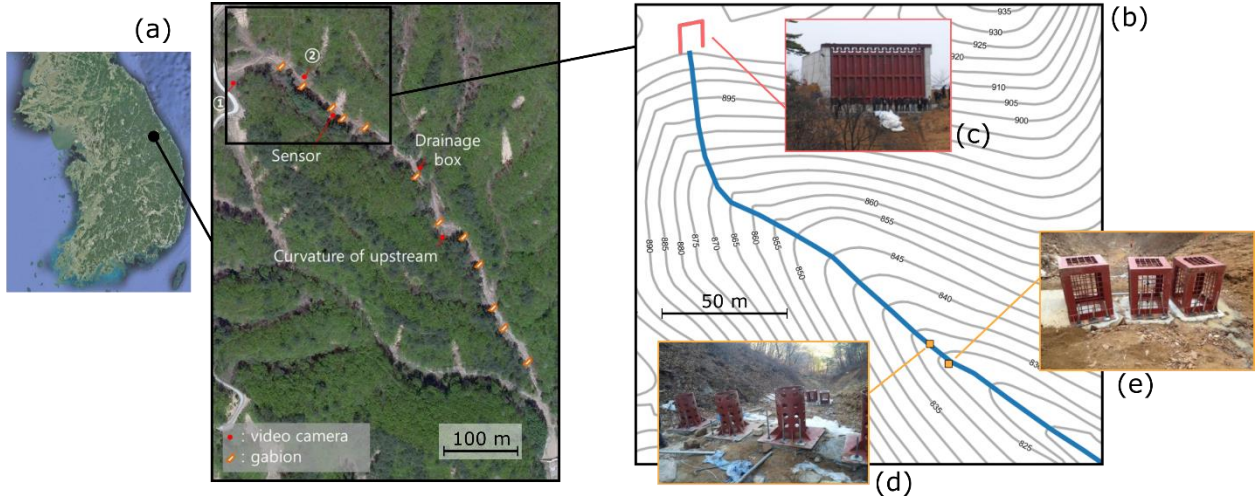 (a)
①
②
Sensor
Drainage
box
Curvature of upstream
: video camera
: gabion
100 m
(b)
935
930
925
920
910
905
900
895
(c)
860
855
845
840
890
885
880
875
870
865
860
855
850
50 m
835
825
(d)
(e)